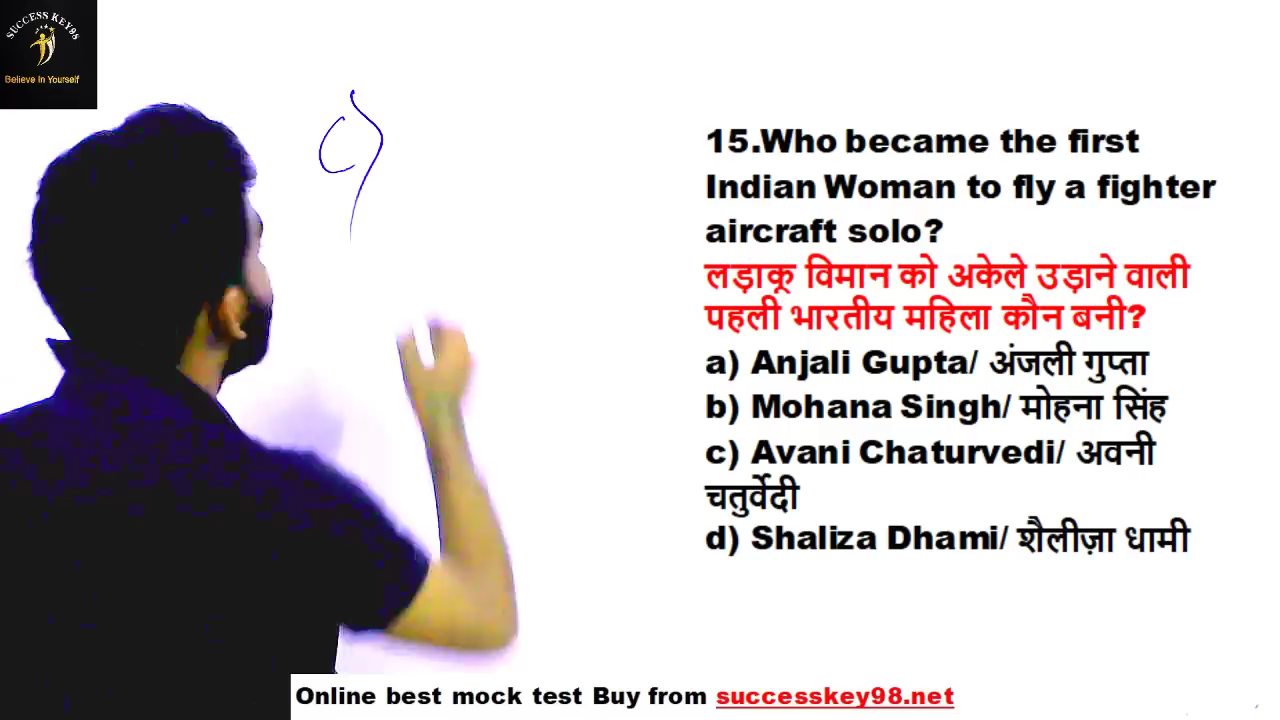 SUCCESS KEY98
Believe In Yourself
c)
15.Who became the first
Indian Woman to fly a fighter
aircraft solo?
लड़ाकू विमान को अकेले उड़ाने वाली
पहली भारतीय महिला कौन बनी?
a) Anjali Gupta/ अंजली गुप्ता
b) Mohana Singh/ मोहना सिंह
c) Avani Chaturvedi/ अवनी
चतुर्वेदी
d) Shaliza Dhami/ शैलीज़ा धामी
Online best mock test Buy from successkey98.net